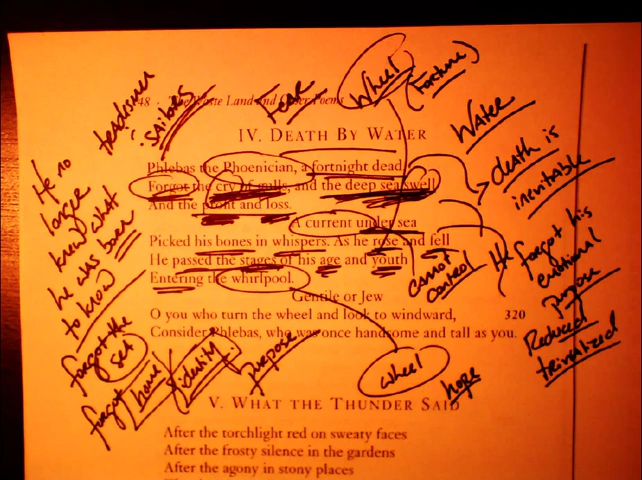 48 · The Waste Land and Other Poems
tradesman
sailors
Fear
Wheel
(Fortune)
Water
IV. DEATH BY WATER
Phlebas the Phoenician, a fortnight dead,
Forgot the cry of gulls, and the deep sea swell
And the profit and loss.
A current under sea
Picked his bones in whispers. As he rose and fell
He passed the stages of his age and youth
Entering the whirlpool.
Gentile or Jew
O you who turn the wheel and look to windward,
320
Consider Phlebas, who was once handsome and tall as you.
death is
inevitable
He no
longer
knew what
he was
to know
cannot
control
He
forgot his
emotional
Reduced
trivialized
forgot the
sea
forgot
home
identity
purpose
wheel
hope
V. WHAT THE THUNDER SAID
After the torchlight red on sweaty faces
After the frosty silence in the gardens
After the agony in stony places